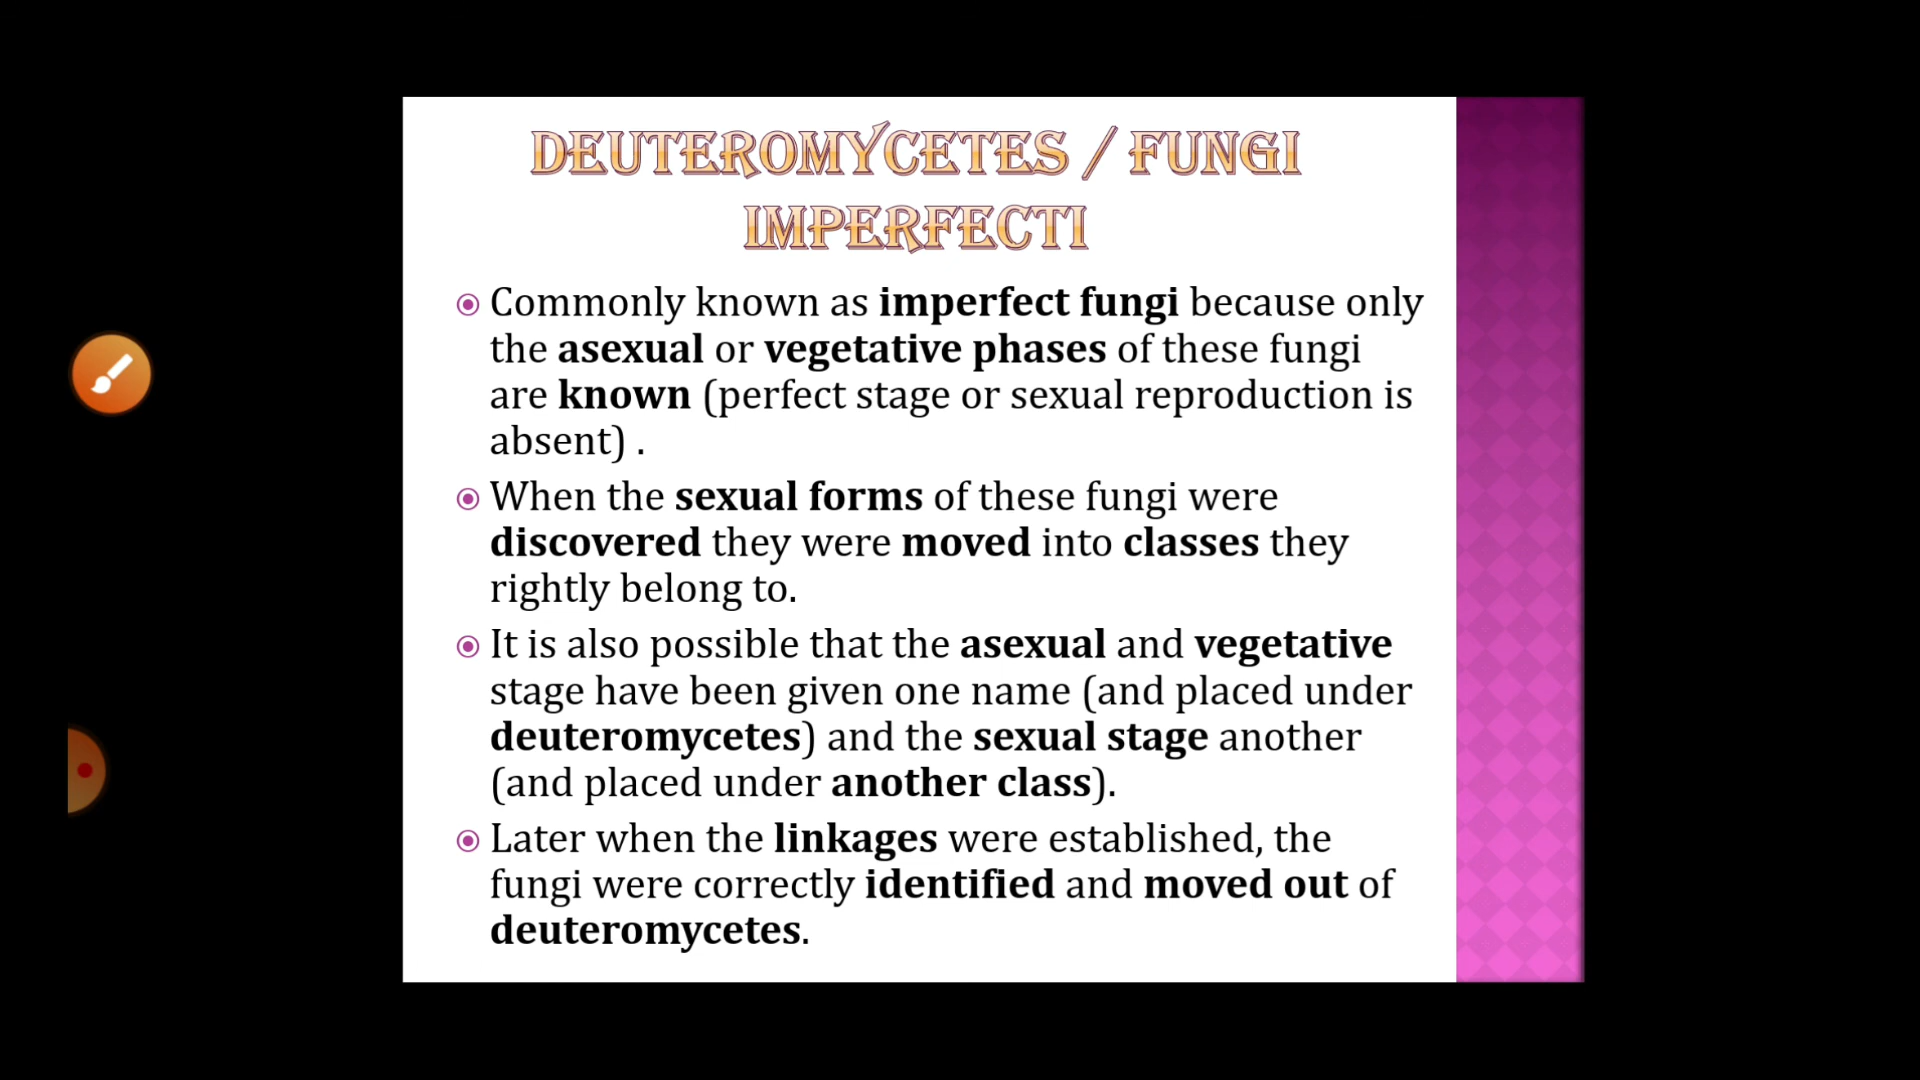 DEUTEROMYCETES / FUNGI
IMPERFECTI
Commonly known as imperfect fungi because only
the asexual or vegetative phases of these fungi
are known (perfect stage or sexual reproduction is
absent) .
When the sexual forms of these fungi were
discovered they were moved into classes they
rightly belong to.
It is also possible that the asexual and vegetative
stage have been given one name (and placed under
deuteromycetes) and the sexual stage another
(and placed under another class).
Later when the linkages were established, the
fungi were correctly identified and moved out of
deuteromycetes.